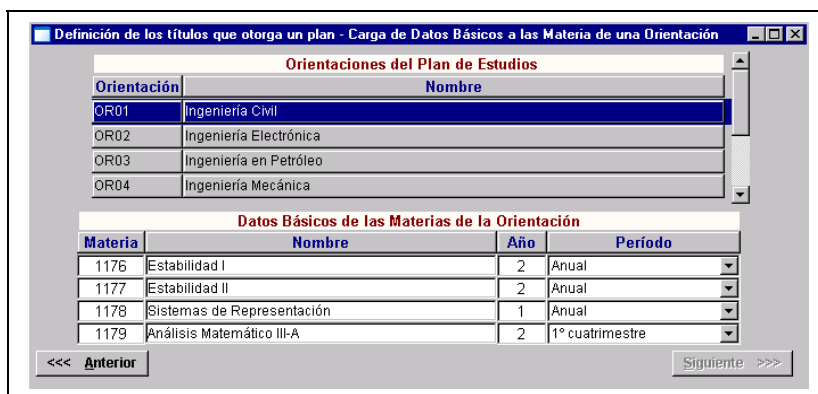 Definición de los títulos que otorga un plan - Carga de Datos Básicos a las Materia de una Orientación
Orientaciones del Plan de Estudios
Orientación Nombre
OR01 Ingeniería Civil
OR02 Ingeniería Electrónica
OR03 Ingeniería en Petróleo
OR04 Ingeniería Mecánica
Datos Básicos de las Materias de la Orientación
Materia Nombre Año Período
1176 Estabilidad I 2 Anual
1177 Estabilidad II 2 Anual
1178 Sistemas de Representación 1 Anual
1179 Análisis Matemático III-A 2 1º cuatrimestre
<<< Anterior Siguiente >>>